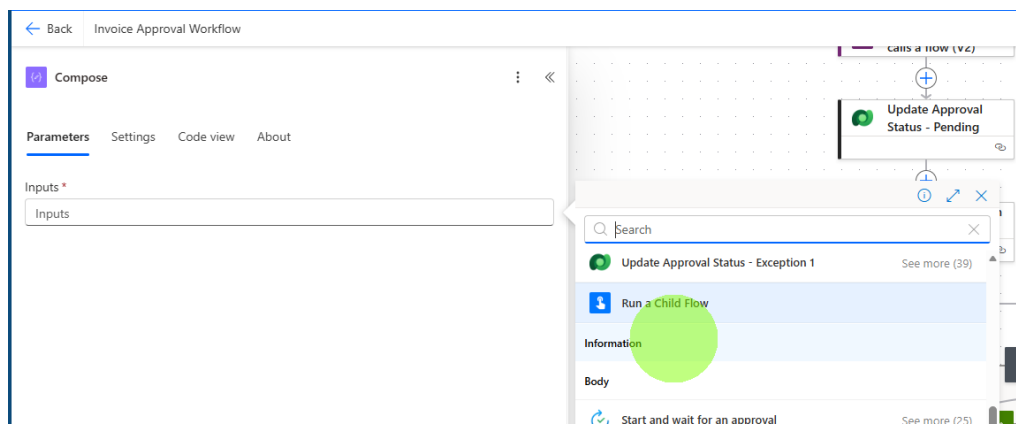 Back Invoice Approval Workflow
Compose
Parameters Settings Code view About
Inputs *
Inputs
calls a flow (V2)
Update Approval
Status - Pending
Search
Update Approval Status - Exception 1 See more (39)
Run a Child Flow
Information
Body
Start and wait for an approval See more (25)